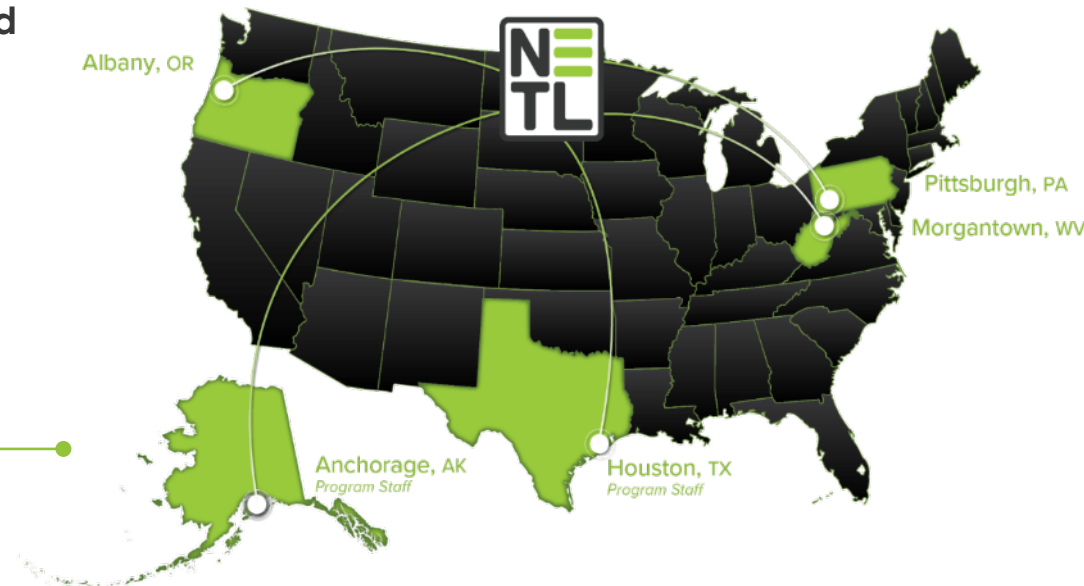 d
Albany, OR
NETL
Pittsburgh, PA
Morgantown, WV
Anchorage, AK
Program Staff
Houston, TX
Program Staff